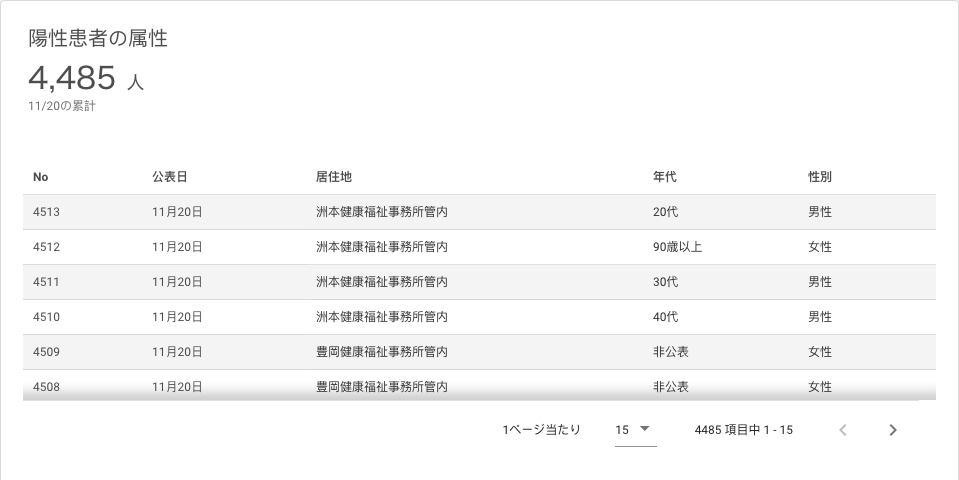 陽性患者の属性
4,485 人
11/20の累計
No 公表日 居住地 年代 性別
4513 11月20日 洲本健康福祉事務所管内 20代 男性
4512 11月20日 洲本健康福祉事務所管内 90歳以上 女性
4511 11月20日 洲本健康福祉事務所管内 30代 男性
4510 11月20日 洲本健康福祉事務所管内 40代 男性
4509 11月20日 豊岡健康福祉事務所管内 非公表 女性
4508 11月20日 豊岡健康福祉事務所管内 非公表 女性
1ページ当たり 15 4485 項目中 1 - 15